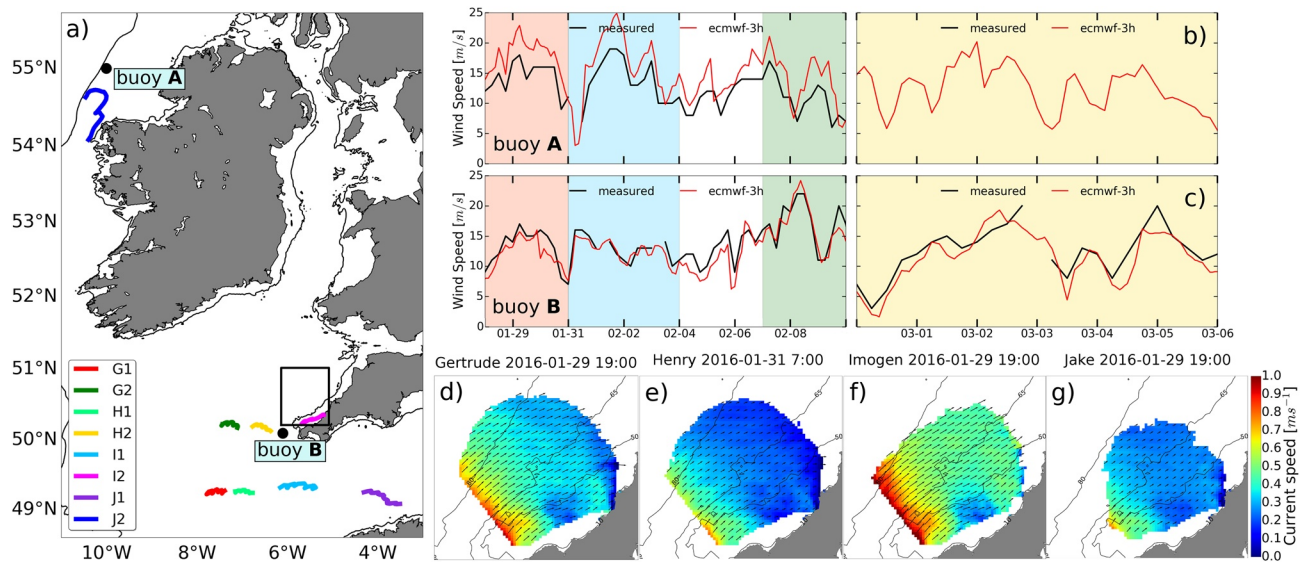 a)
55°N
54°N
53°N
52°N
51°N
50°N
49°N
10°W
8°W
6°W
4°W
buoy A
buoy B
G1
G2
H1
H2
I1
I2
J1
J2
Wind Speed [m/s]
25
20
15
10
5
0
measured
ecmwf-3h
buoy A
measured
ecmwf-3h
b)
Wind Speed [m/s]
25
20
15
10
5
0
measured
ecmwf-3h
buoy B
measured
ecmwf-3h
c)
01-29
01-31
02-02
02-04
02-06
02-08
03-01
03-02
03-03
03-04
03-05
03-06
Gertrude 2016-01-29 19:00
Henry 2016-01-31 7:00
Imogen 2016-01-29 19:00
Jake 2016-01-29 19:00
d)
e)
f)
g)
1.0
0.9
0.8
0.7
0.6
0.5
0.4
0.3
0.2
0.1
0.0
Current speed [ms⁻¹]